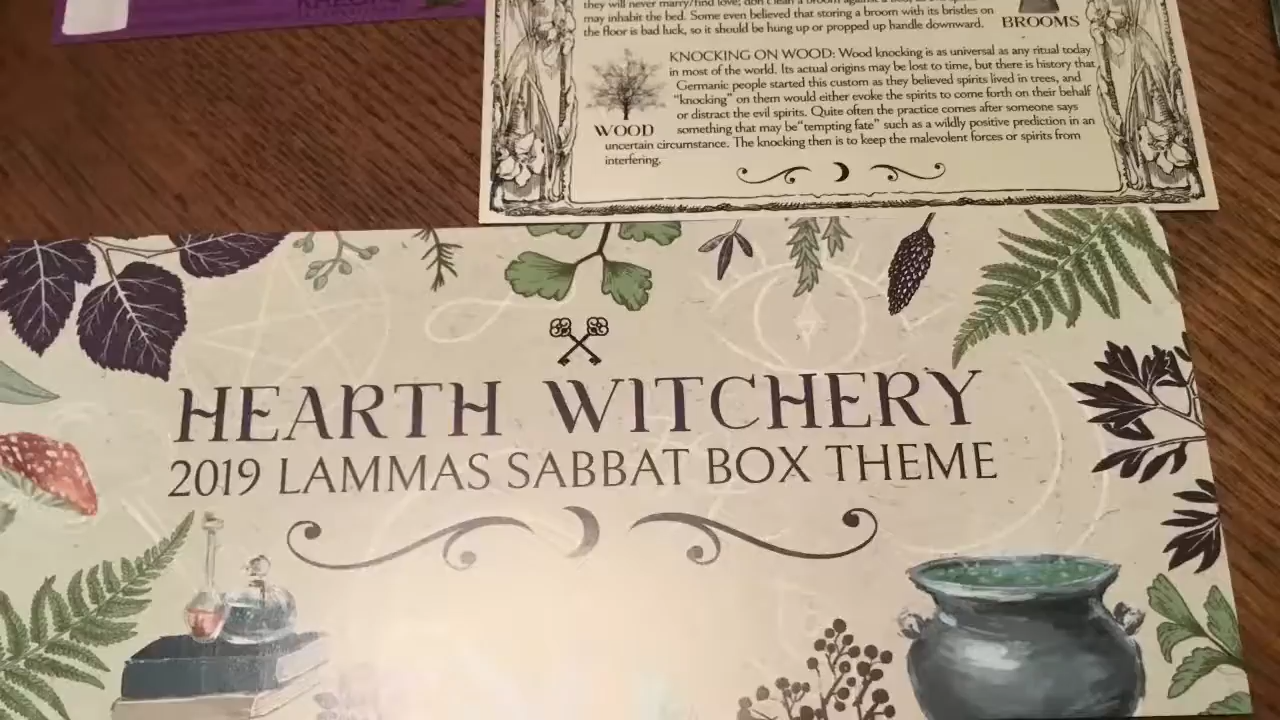 they will never marry/find love; don't clean a broom against a bed, as evil spirits
may inhabit the bed. Some even believed that storing a broom with its bristles on
the floor is bad luck, so it should be hung up or propped up handle downward.
BROOMS
KNOCKING ON WOOD: Wood knocking is as universal as any ritual today
in most of the world. Its actual origins may be lost to time, but there is history that
Germanic people started this custom as they believed spirits lived in trees, and
"knocking" on them would either evoke the spirits to come forth on their behalf
or distract the evil spirits. Quite often the practice comes after someone says
WOOD
something that may be"tempting fate" such as a wildly positive prediction in an
uncertain circumstance. The knocking then is to keep the malevolent forces or spirits from
interfering.
HEARTH WITCHERY
2019 LAMMAS SABBAT BOX THEME